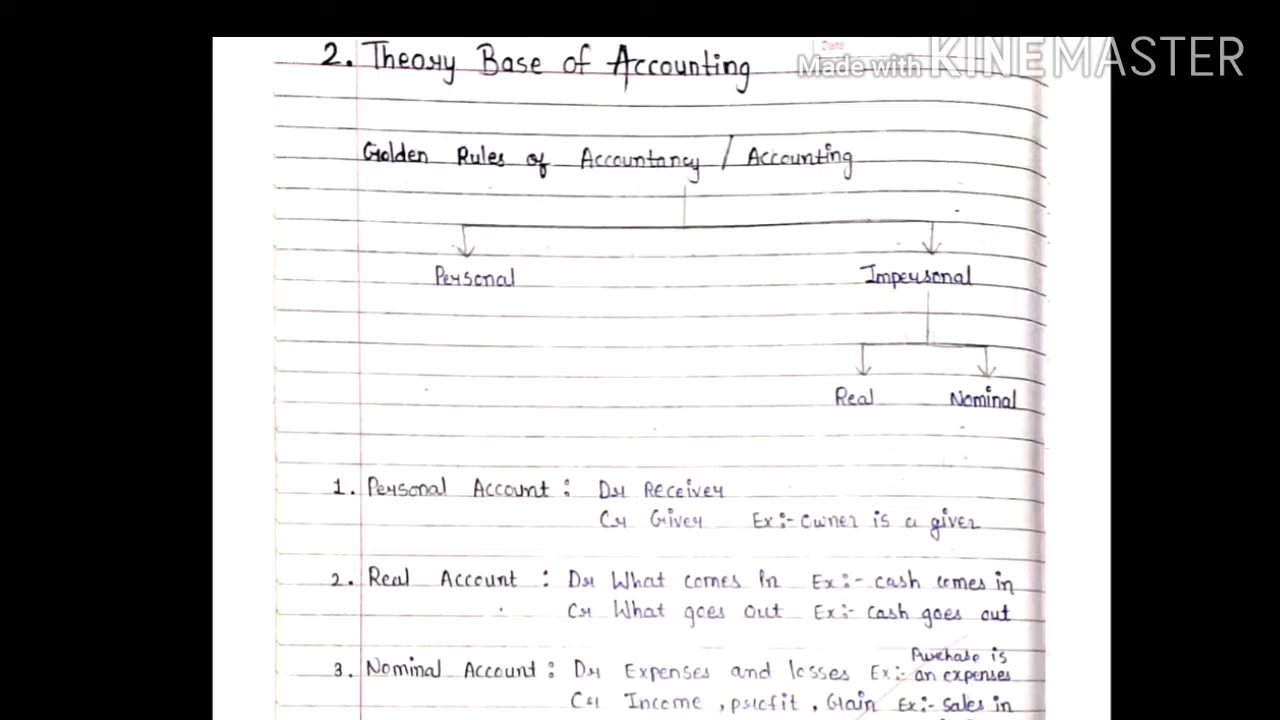 Date
Made with KINEMASTER
2. Theory Base of Accounting
Golden Rules of Accountancy / Accounting
Personal
Impersonal
Real
Nominal
1. Personal Account : Dr Receiver
Cr Giver Ex:- owner is a giver
2. Real Account : Dr What comes in Ex:- cash comes in
Cr What goes out Ex:- cash goes out
Purchase is
3. Nominal Account : Dr Expenses and losses Ex:- an expenses
Cr Income , profit , Gain Ex:- Sales in